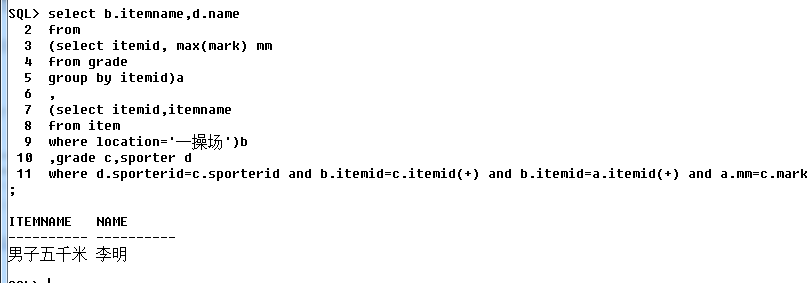 SQL> select b.itemname,d.name
2 from
3 (select itemid, max(mark) mm
4 from grade
5 group by itemid)a
6 ,
7 (select itemid,itemname
8 from item
9 where location='一操场')b
10 ,grade c,sporter d
11 where d.sporterid=c.sporterid and b.itemid=c.itemid(+) and b.itemid=a.itemid(+) and a.mm=c.mark
;
ITEMNAME NAME
---------- ----------
男子五千米 李明
SQL>